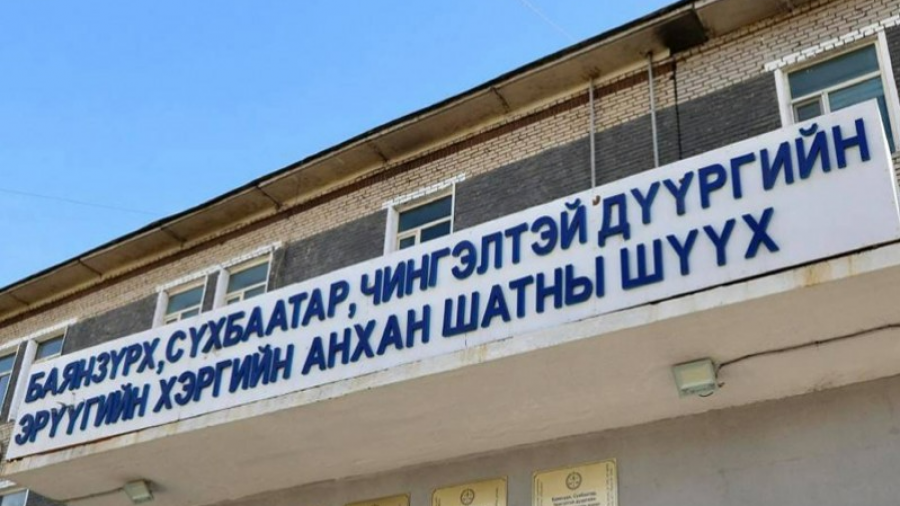 БАЯНЗҮРХ, СҮХБААТАР, ЧИНГЭЛТЭЙ ДҮҮРГИЙН
ЭРҮҮГИЙН ХЭРГИЙН АНХАН ШАТНЫ ШҮҮХ